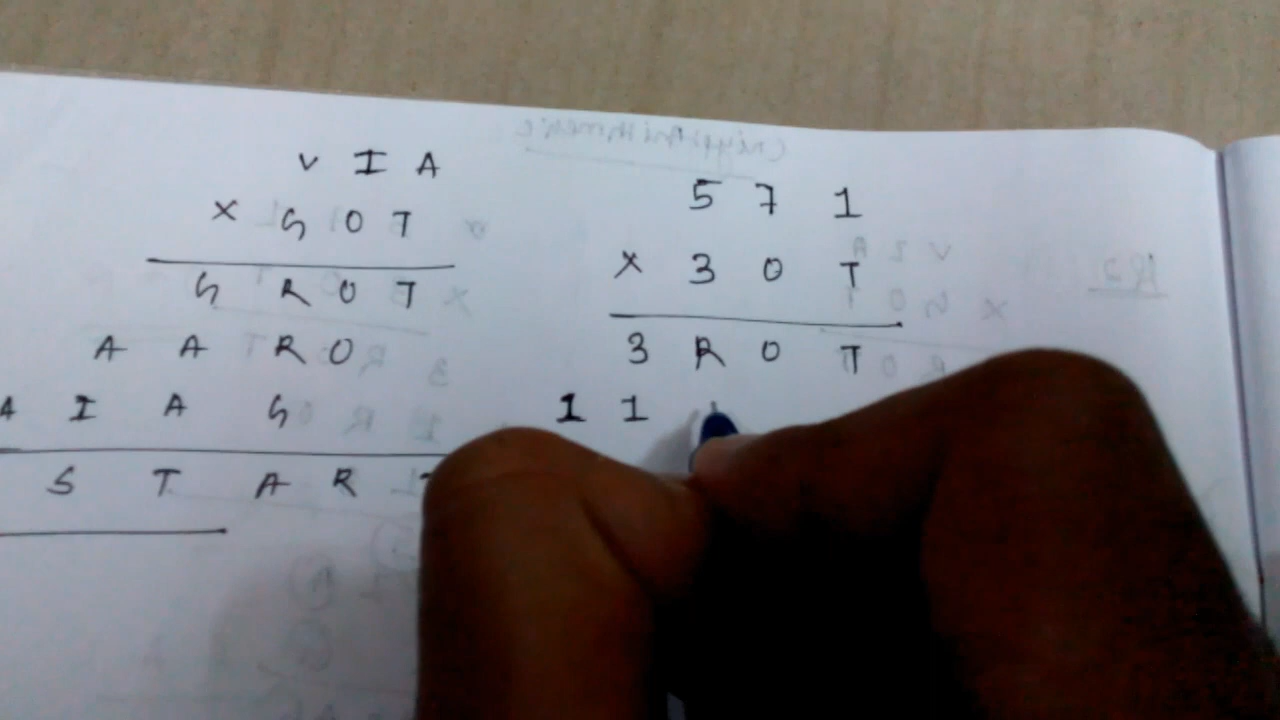 V I A
× G O T
G R O T
A A R O
A I A G
S T A R
5 7 1
× 3 0 T
3 R 0 T
1 1